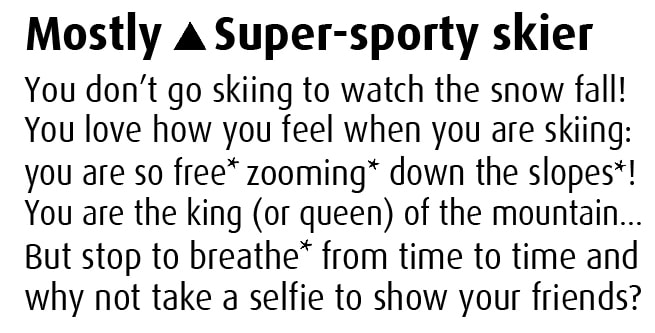 Mostly ▲ Super-sporty skier
You don’t go skiing to watch the snow fall!
You love how you feel when you are skiing:
you are so free* zooming* down the slopes*!
You are the king (or queen) of the mountain...
But stop to breathe* from time to time and
why not take a selfie to show your friends?